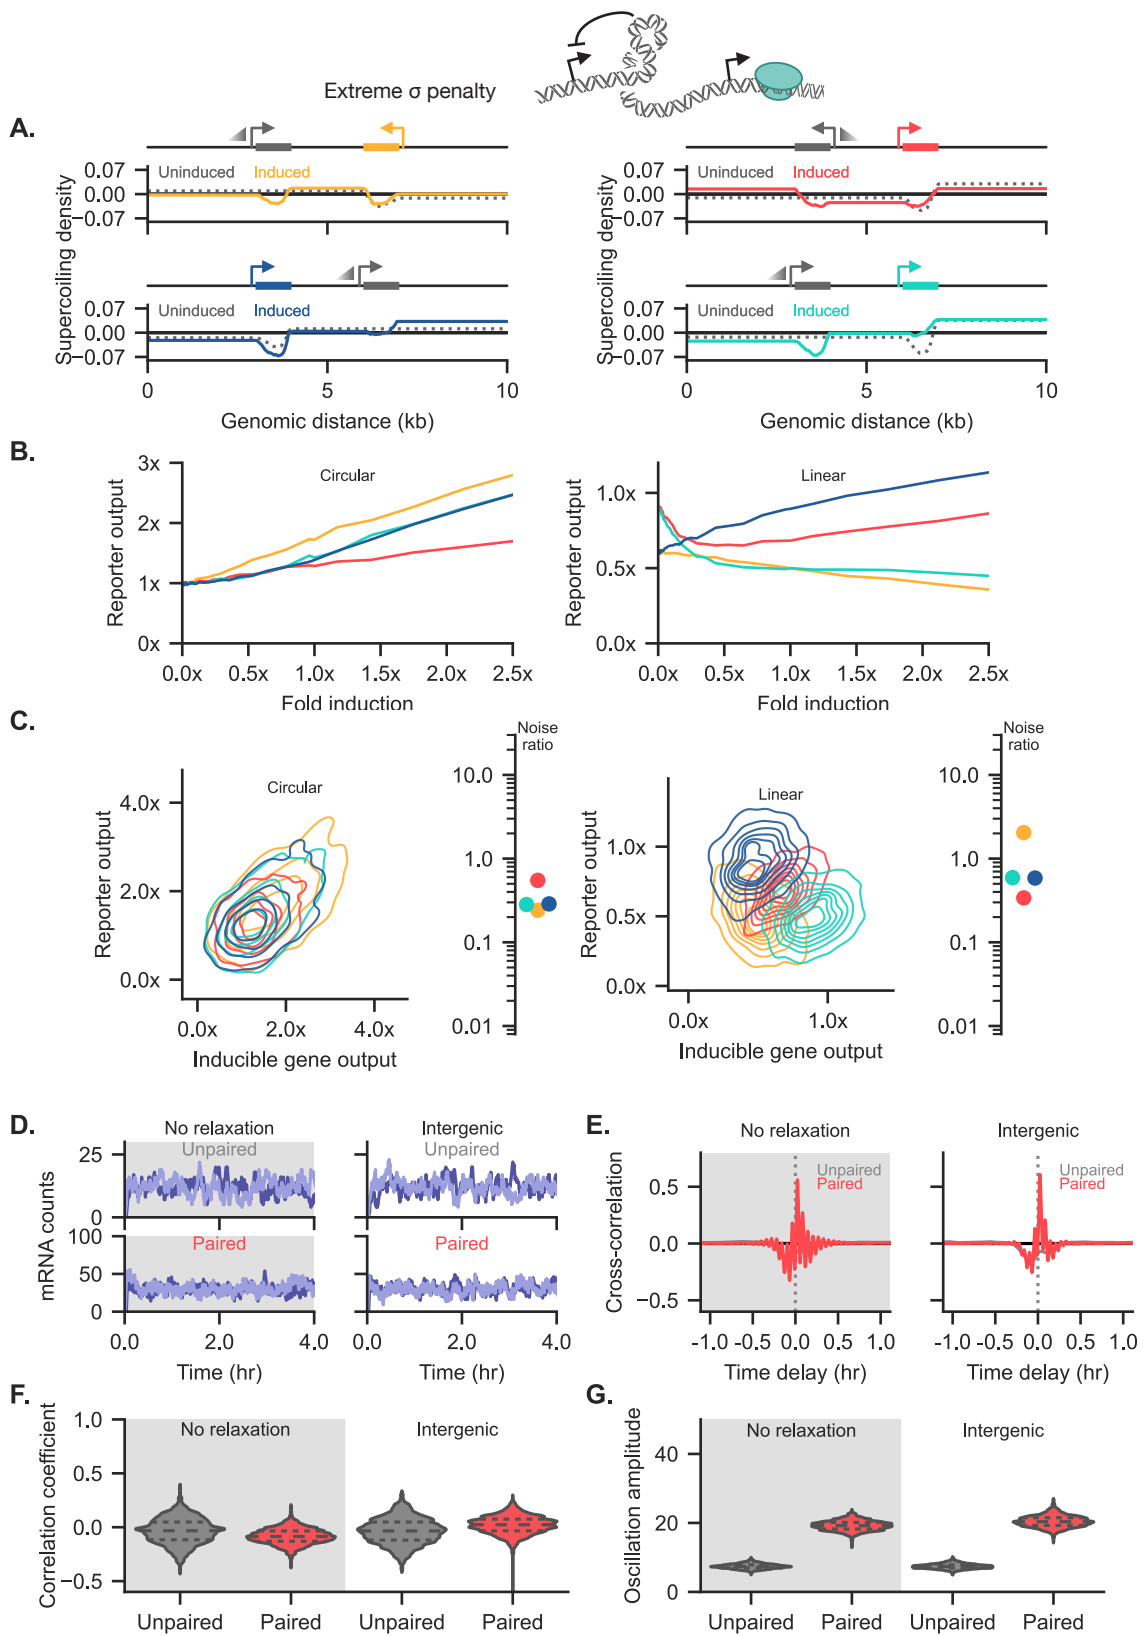 Extreme σ penalty
A.
Supercoiling density
0.07
0.00
−0.07
Uninduced Induced
0.07
0.00
−0.07
Uninduced Induced
0 5 10
Genomic distance (kb)
Supercoiling density
0.07
0.00
−0.07
Uninduced Induced
0.07
0.00
−0.07
Uninduced Induced
0 5 10
Genomic distance (kb)
B.
Reporter output
3x
2x
1x
0x
Circular
0.0x 0.5x 1.0x 1.5x 2.0x 2.5x
Fold induction
Reporter output
1.0x
0.5x
0.0x
Linear
0.0x 0.5x 1.0x 1.5x 2.0x 2.5x
Fold induction
C.
Reporter output
4.0x
2.0x
0.0x
Circular
0.0x 2.0x 4.0x
Inducible gene output
Noise
ratio
10.0
1.0
0.1
0.01
Reporter output
1.0x
0.5x
0.0x
Linear
0.0x 1.0x
Inducible gene output
Noise
ratio
10.0
1.0
0.1
0.01
D.
mRNA counts
No relaxation
Unpaired
25
0
Paired
100
50
0
0.0 2.0 4.0
Time (hr)
Intergenic
Unpaired
Paired
0.0 2.0 4.0
Time (hr)
E.
Cross-correlation
No relaxation
Unpaired
Paired
0.5
0.0
−0.5
-1.0 -0.5 0.0 0.5 1.0
Time delay (hr)
Intergenic
Unpaired
Paired
-1.0 -0.5 0.0 0.5 1.0
Time delay (hr)
F.
Correlation coefficient
1.0
0.5
0.0
−0.5
No relaxation Intergenic
Unpaired Paired Unpaired Paired
G.
Oscillation amplitude
40
20
0
No relaxation Intergenic
Unpaired Paired Unpaired Paired